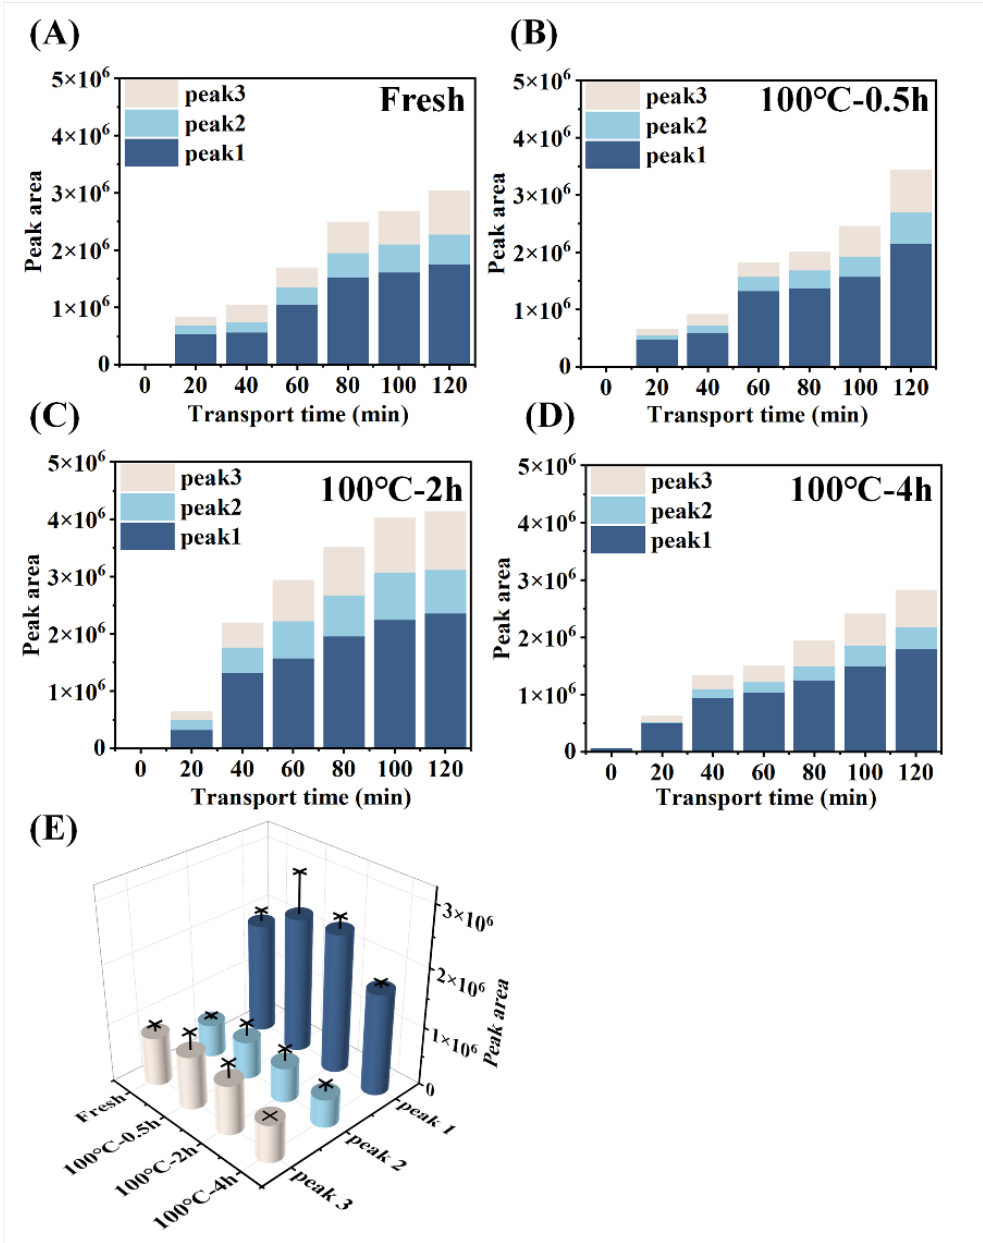 (A)
5×10⁶
4×10⁶
3×10⁶
2×10⁶
1×10⁶
0
Peak area
peak3
peak2
peak1
Fresh
0 20 40 60 80 100 120
Transport time (min)
(B)
5×10⁶
4×10⁶
3×10⁶
2×10⁶
1×10⁶
0
Peak area
peak3
peak2
peak1
100℃-0.5h
0 20 40 60 80 100 120
Transport time (min)
(C)
5×10⁶
4×10⁶
3×10⁶
2×10⁶
1×10⁶
0
Peak area
peak3
peak2
peak1
100℃-2h
0 20 40 60 80 100 120
Transport time (min)
(D)
5×10⁶
4×10⁶
3×10⁶
2×10⁶
1×10⁶
0
Peak area
peak3
peak2
peak1
100℃-4h
0 20 40 60 80 100 120
Transport time (min)
(E)
3×10⁶
2×10⁶
1×10⁶
0
Peak area
Fresh
100℃-0.5h
100℃-2h
100℃-4h
peak 1
peak 2
peak 3